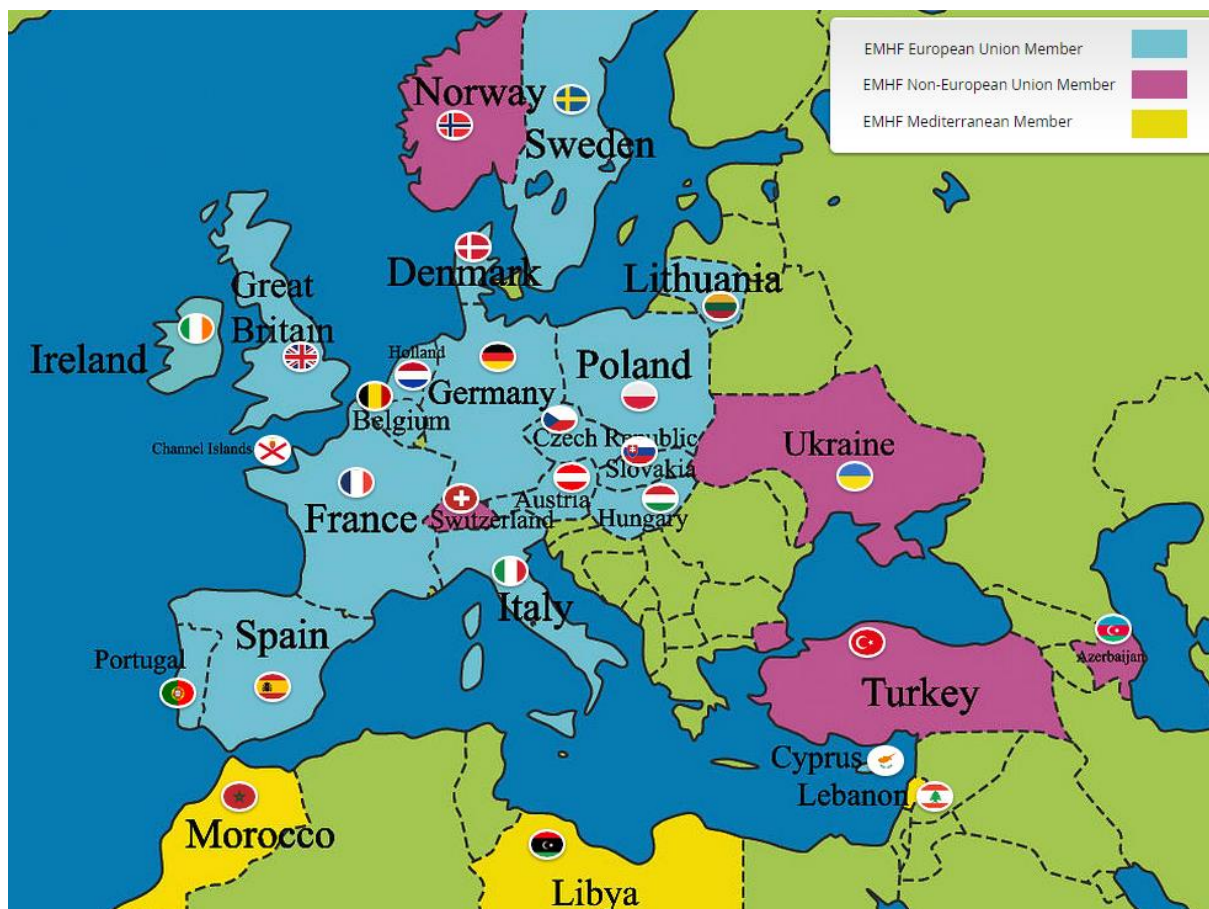 EMHF European Union Member
EMHF Non-European Union Member
EMHF Mediterranean Member
Norway
Sweden
Denmark
Lithuania
Great
Britain
Ireland
Holland
Poland
Germany
Belgium
Czech Republic
Channel Islands
Ukraine
Slovakia
Austria
France
Switzerland
Hungary
Italy
Spain
Portugal
Azerbaijan
Turkey
Cyprus
Lebanon
Morocco
Libya